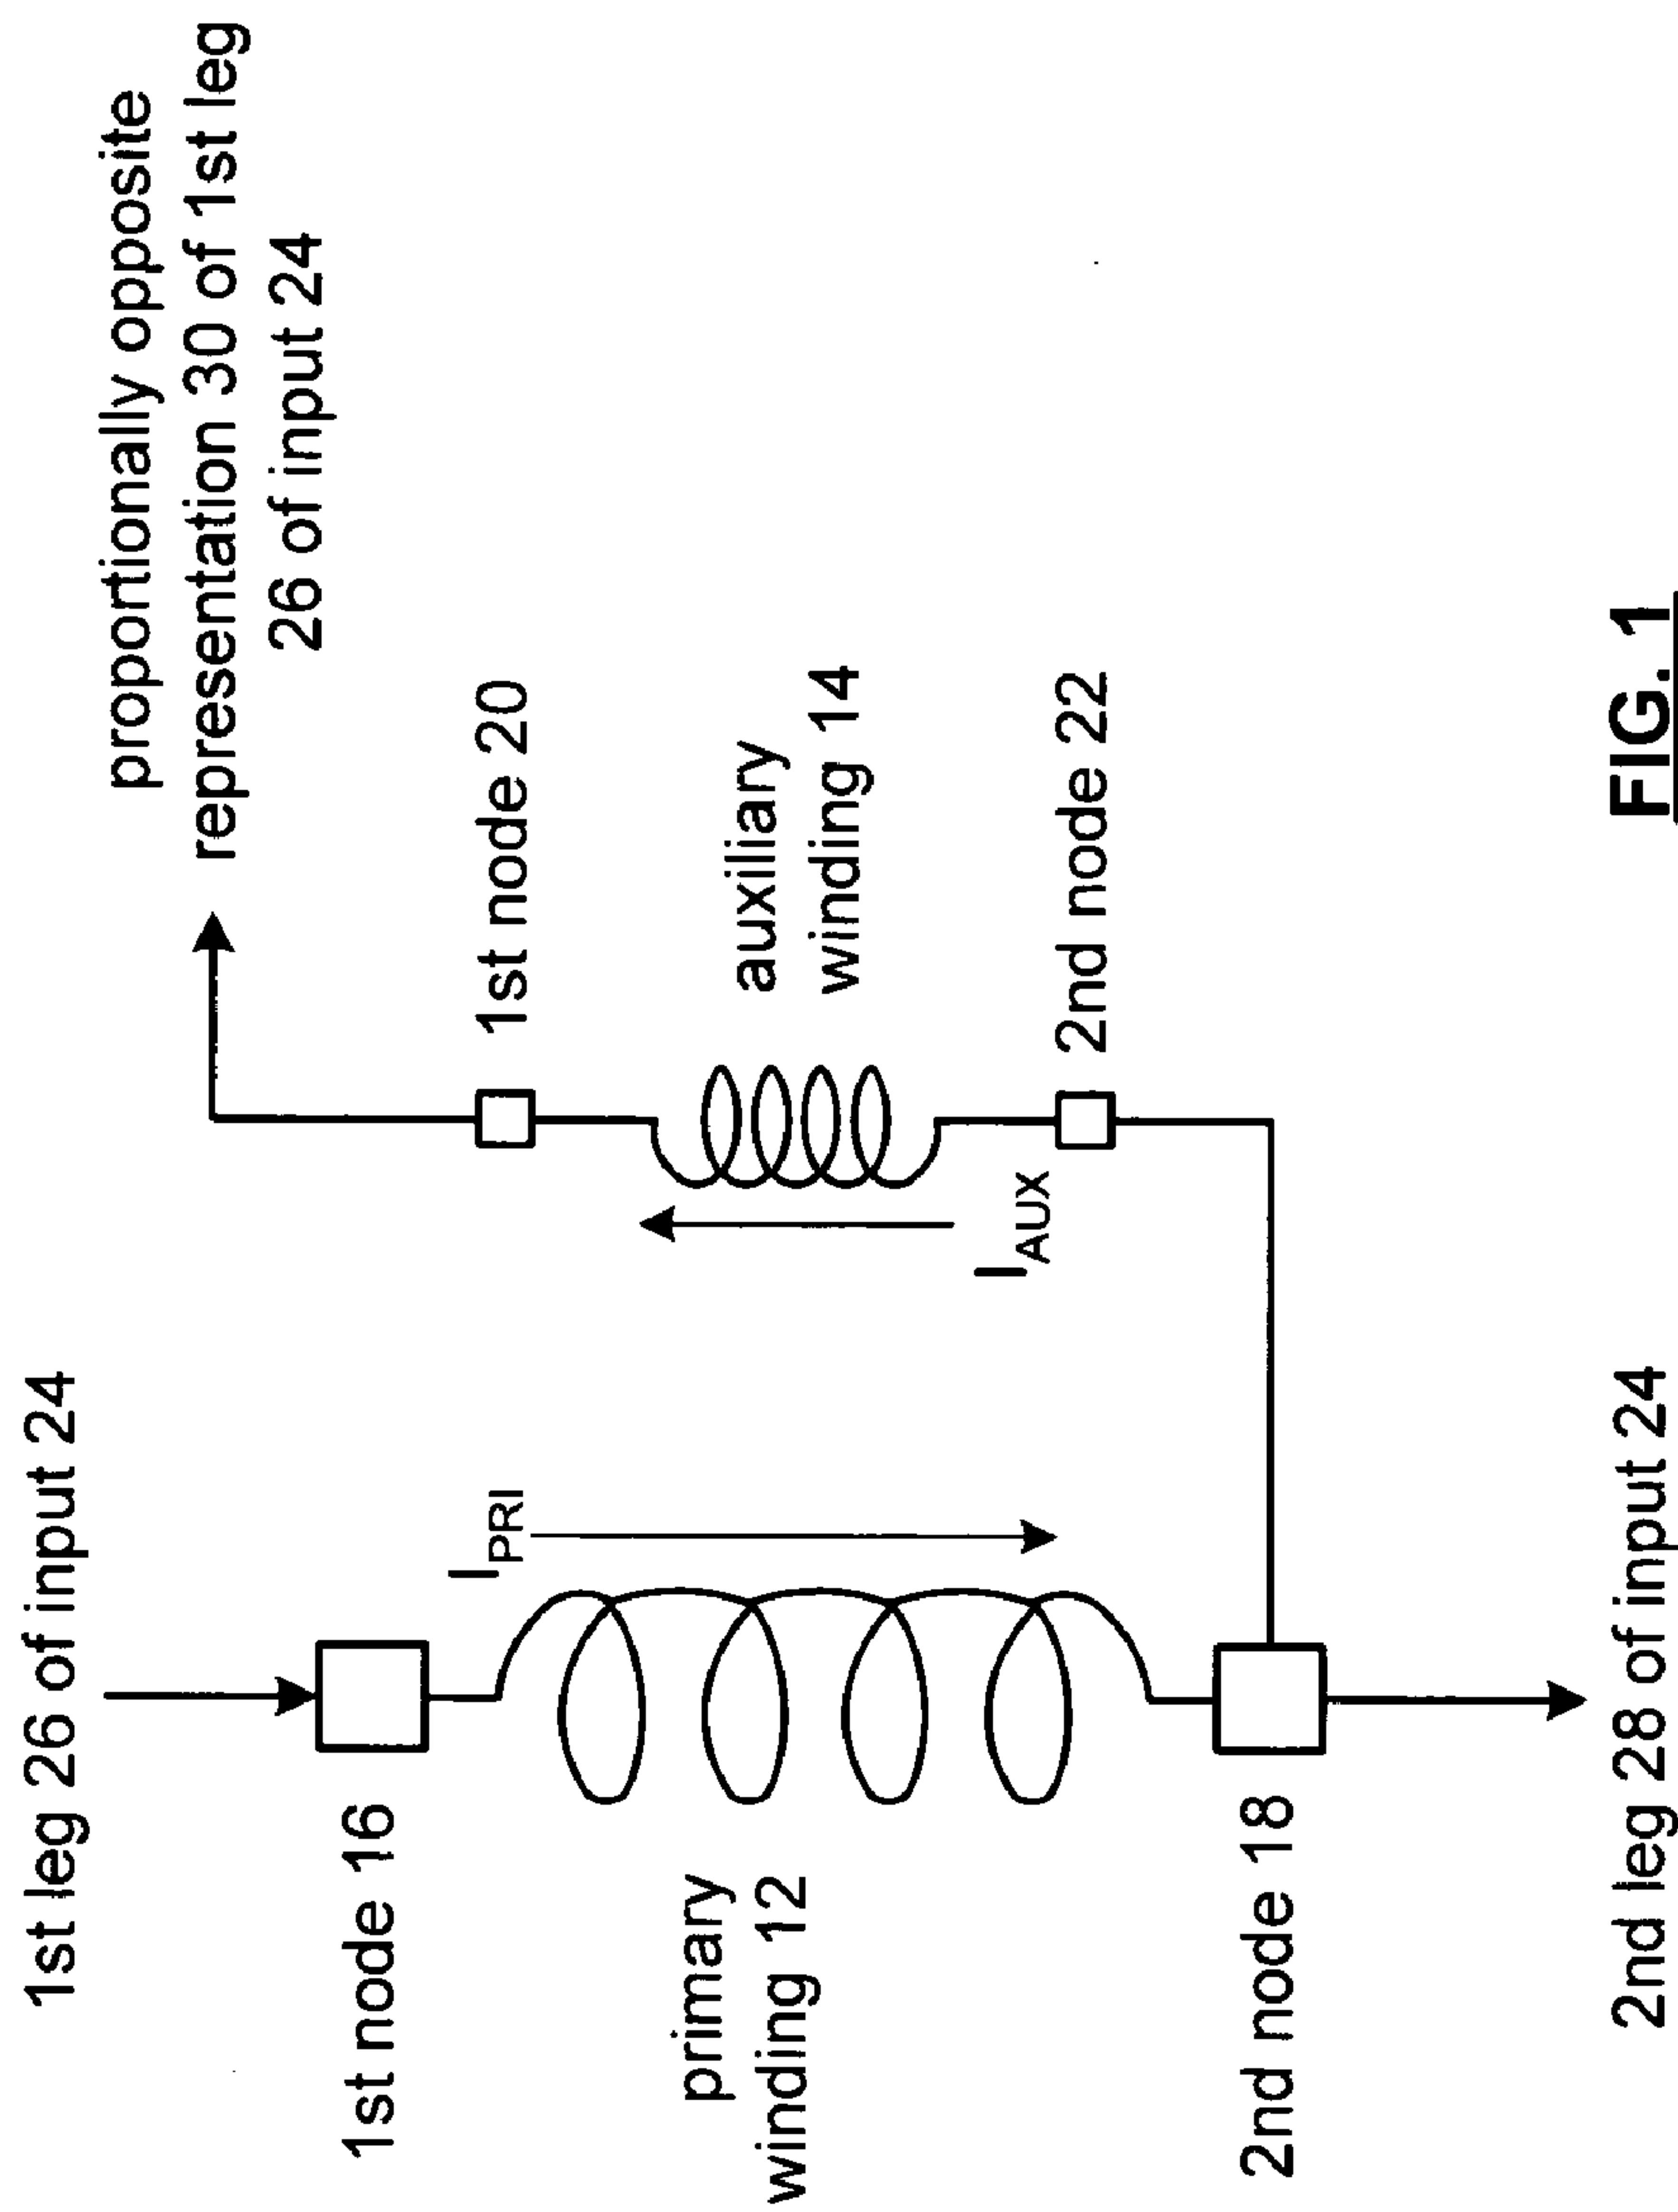 1st leg 26 of input 24
proportionally opposite
representation 30 of 1st leg
26 of input 24
1st node 16
I_PRI
1st node 20
primary
winding 12
auxiliary
winding 14
I_AUX
2nd node 22
2nd node 18
2nd leg 28 of input 24
FIG. 1